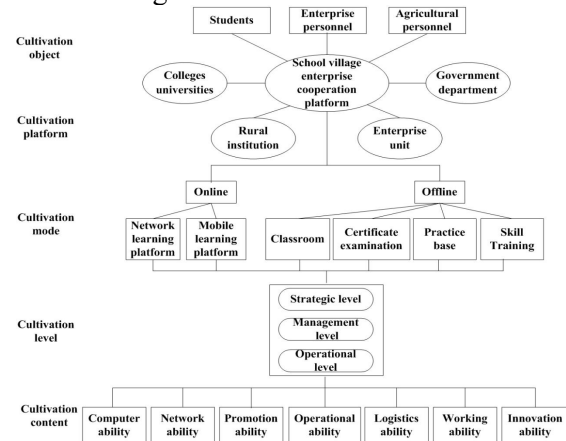 Students
Enterprise
personnel
Agricultural
personnel
Cultivation
object
School village
enterprise
cooperation
platform
Colleges
universities
Government
department
Cultivation
platform
Rural
institution
Enterprise
unit
Online
Offline
Cultivation
mode
Network
learning
platform
Mobile
learning
platform
Classroom
Certificate
examination
Practice
base
Skill
Training
Cultivation
level
Strategic level
Management
level
Operational
level
Cultivation
content
Computer
ability
Network
ability
Promotion
ability
Operational
ability
Logistics
ability
Working
ability
Innovation
ability